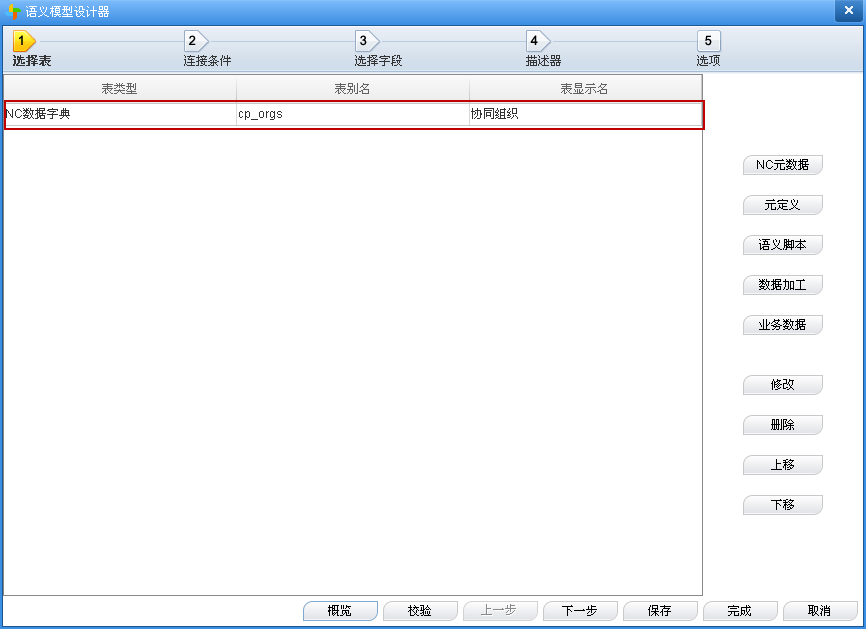 语义模型设计器
1 2 3 4 5
选择表 连接条件 选择字段 描述器 选项
表类型 表别名 表显示名
NC数据字典 cp_orgs 协同组织
NC元数据
元定义
语义脚本
数据加工
业务数据
修改
删除
上移
下移
概览 校验 上一步 下一步 保存 完成 取消